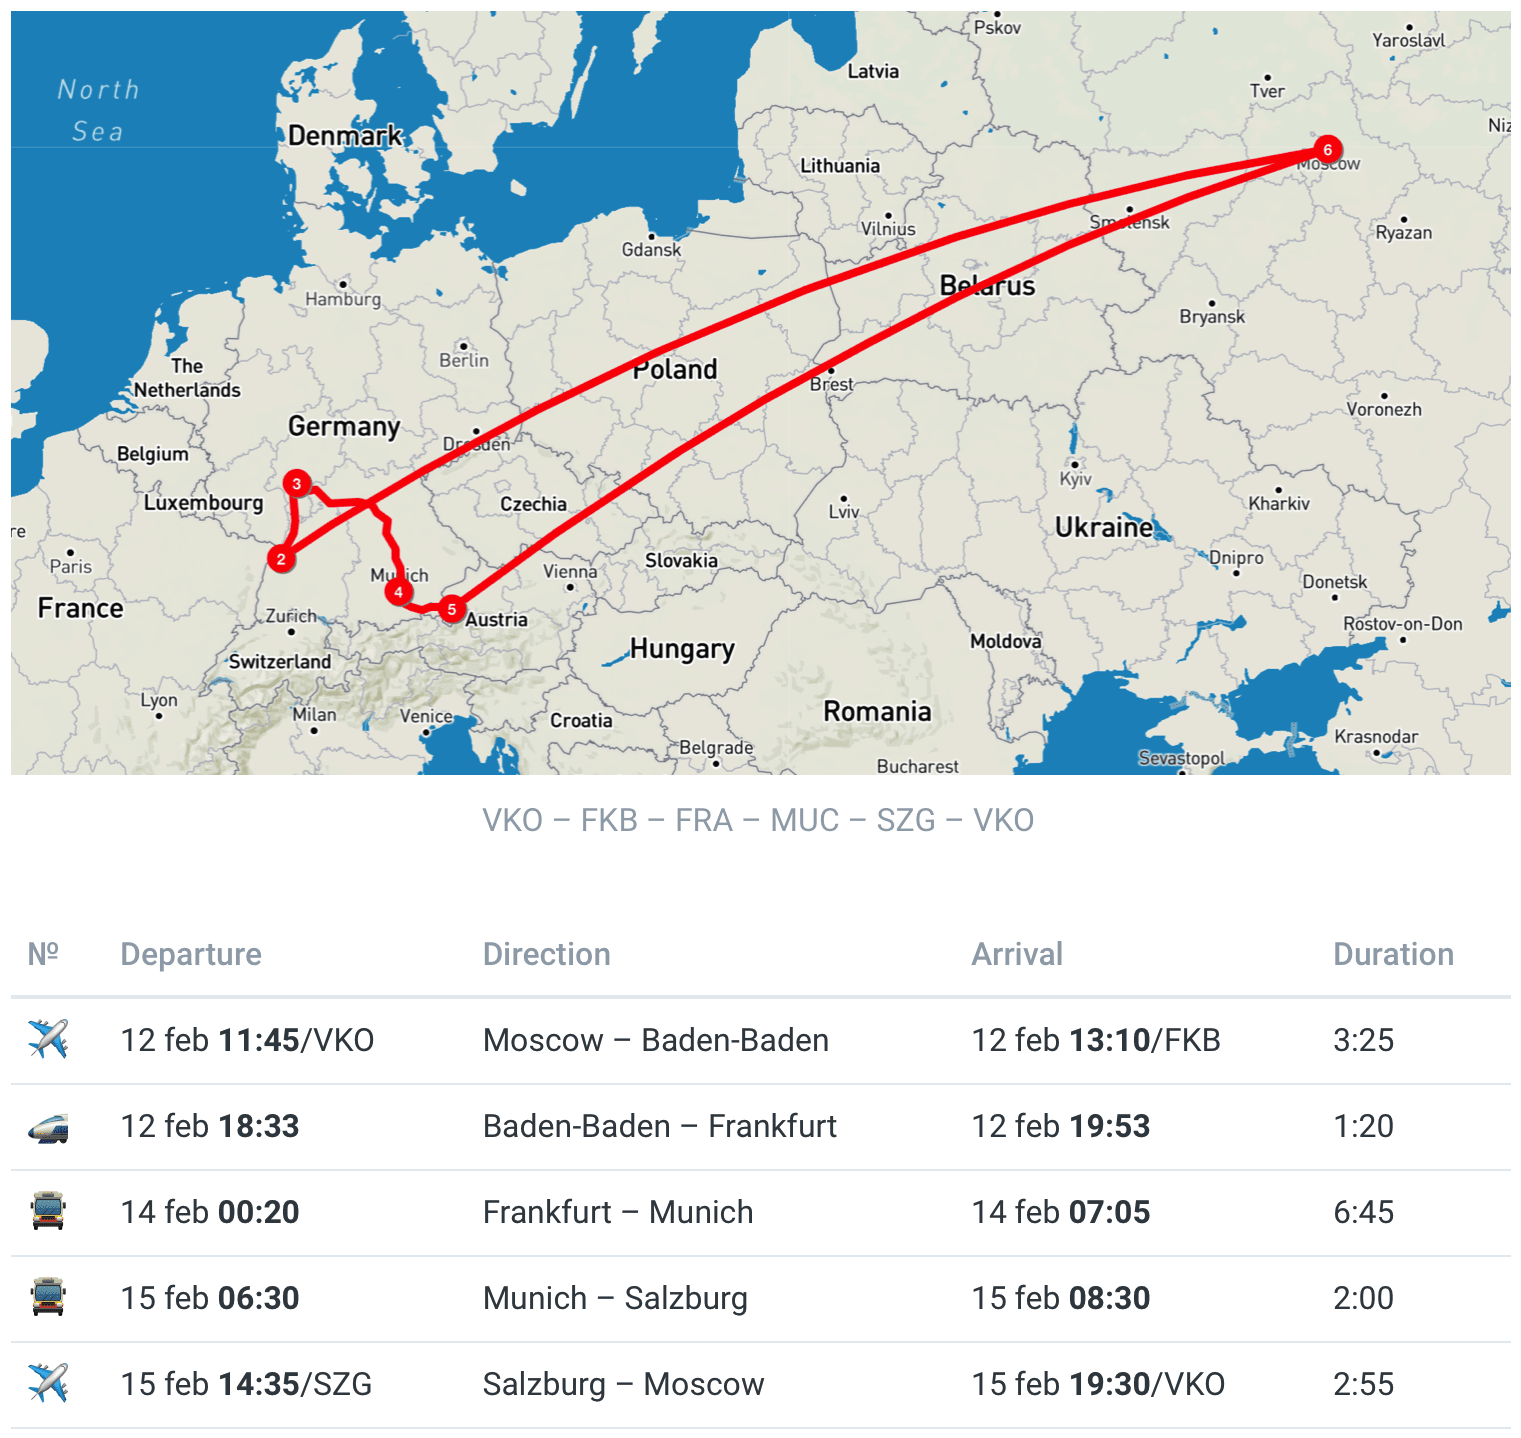 Pskov
Yaroslavl
Latvia
North
Sea
Tver
Denmark
Niz
Moscow
6
Lithuania
Smolensk
Vilnius
Ryazan
Gdansk
Hamburg
Belarus
Bryansk
Berlin
The
Netherlands
Poland
Brest
Voronezh
Germany
Dresden
Belgium
3
Kyiv
Luxembourg
Czechia
Lviv
Kharkiv
re
Ukraine
Paris
2
Slovakia
Dnipro
Munich
Vienna
4
Donetsk
France
Zurich
5
Austria
Rostov-on-Don
Switzerland
Hungary
Moldova
Lyon
Milan
Venice
Croatia
Romania
Belgrade
Krasnodar
Bucharest
Sevastopol
VKO – FKB – FRA – MUC – SZG – VKO
№ Departure Direction Arrival Duration
12 feb 11:45/VKO Moscow – Baden-Baden 12 feb 13:10/FKB 3:25
12 feb 18:33 Baden-Baden – Frankfurt 12 feb 19:53 1:20
14 feb 00:20 Frankfurt – Munich 14 feb 07:05 6:45
15 feb 06:30 Munich – Salzburg 15 feb 08:30 2:00
15 feb 14:35/SZG Salzburg – Moscow 15 feb 19:30/VKO 2:55